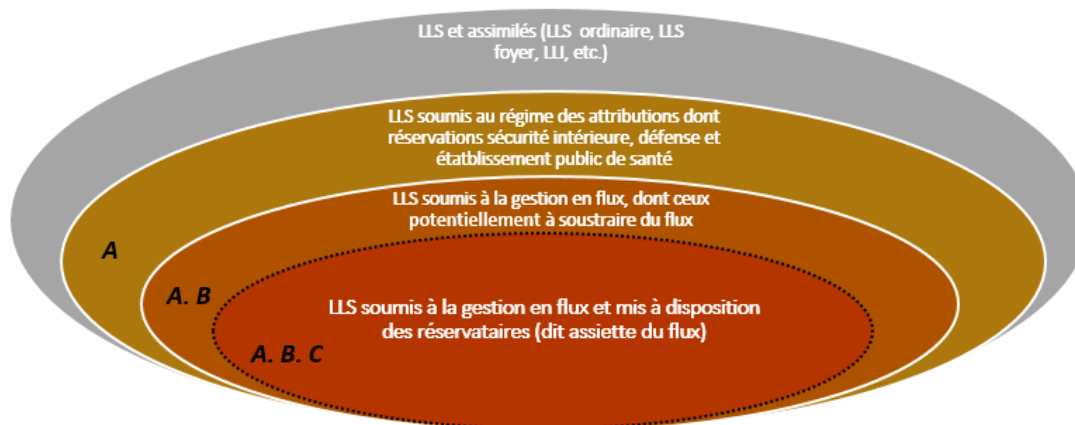 LLS et assimilés (LLS ordinaire, LLS
foyer, LLI, etc.)
LLS soumis au régime des attributions dont
réservations sécurité intérieure, défense et
étatblissement public de santé
LLS soumis à la gestion en flux, dont ceux
potentiellement à soustraire du flux
A
A. B
LLS soumis à la gestion en flux et mis à disposition
des réservataires (dit assiette du flux)
A. B. C